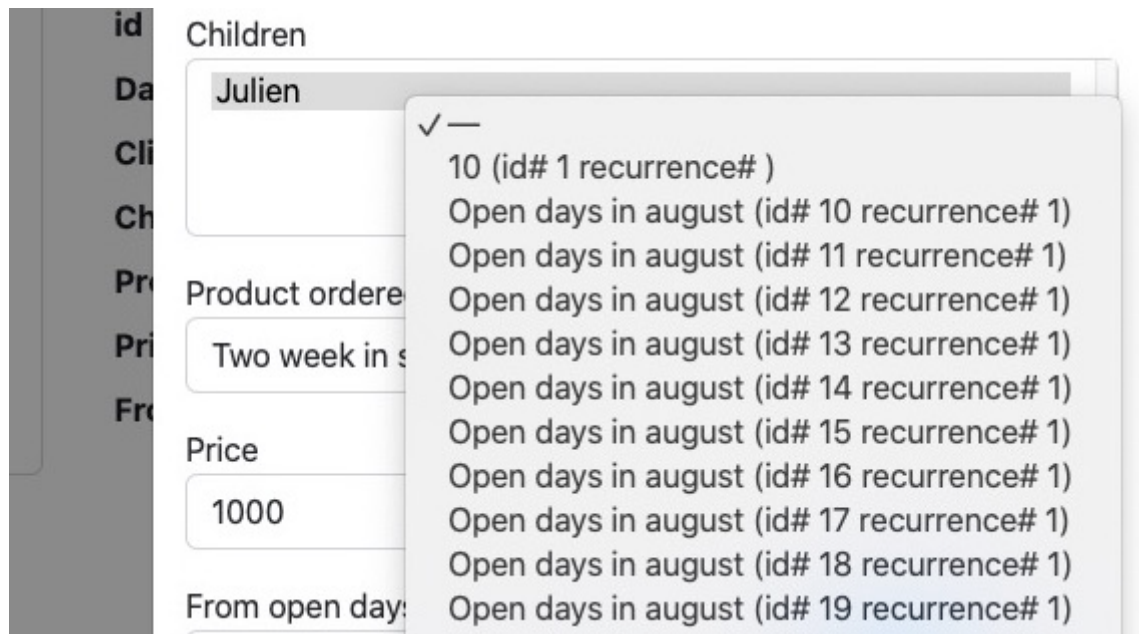 id
Da
Cli
Ch
Pr
Pri
Fro
Children
Julien
Product ordere
Two week in s
Price
1000
From open days
✓ —
10 (id# 1 recurrence# )
Open days in august (id# 10 recurrence# 1)
Open days in august (id# 11 recurrence# 1)
Open days in august (id# 12 recurrence# 1)
Open days in august (id# 13 recurrence# 1)
Open days in august (id# 14 recurrence# 1)
Open days in august (id# 15 recurrence# 1)
Open days in august (id# 16 recurrence# 1)
Open days in august (id# 17 recurrence# 1)
Open days in august (id# 18 recurrence# 1)
Open days in august (id# 19 recurrence# 1)